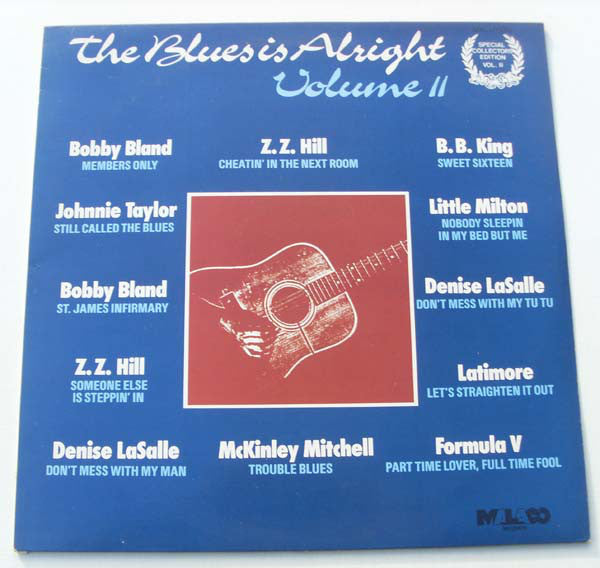 The Blues is Alright
Volume II
SPECIAL
COLLECTORS
EDITION
VOL. II
Bobby Bland
MEMBERS ONLY
Z. Z. Hill
CHEATIN' IN THE NEXT ROOM
B. B. King
SWEET SIXTEEN
Johnnie Taylor
STILL CALLED THE BLUES
Little Milton
NOBODY SLEEPIN
IN MY BED BUT ME
Bobby Bland
ST. JAMES INFIRMARY
Denise LaSalle
DON'T MESS WITH MY TU TU
Z. Z. Hill
SOMEONE ELSE
IS STEPPIN' IN
Latimore
LET'S STRAIGHTEN IT OUT
Denise LaSalle
DON'T MESS WITH MY MAN
McKinley Mitchell
TROUBLE BLUES
Formula V
PART TIME LOVER, FULL TIME FOOL
MALACO
records